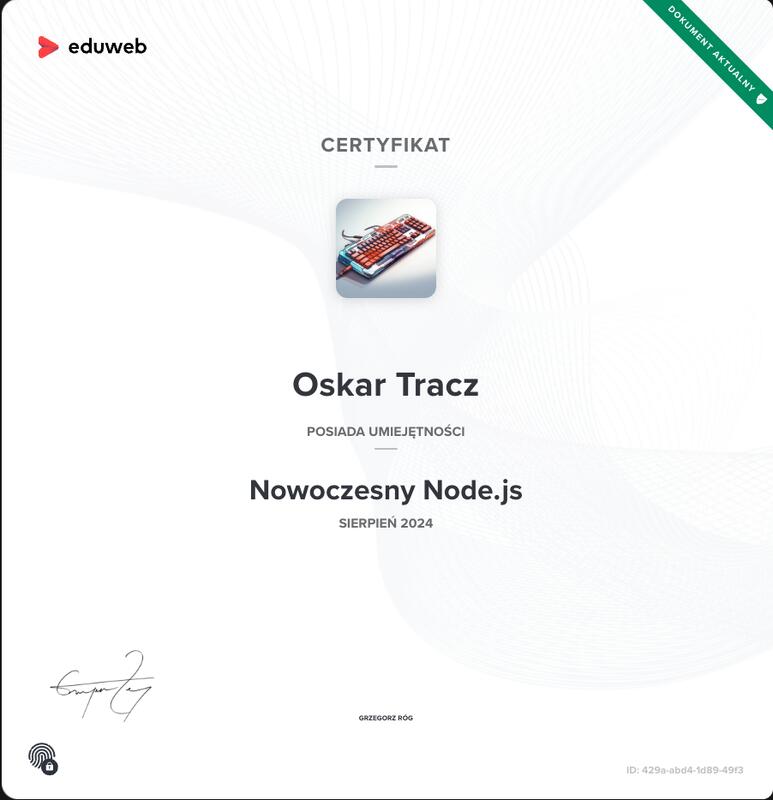 eduweb
DOKUMENT AKTUALNY
CERTYFIKAT
Oskar Tracz
POSIADA UMIEJĘTNOŚCI
Nowoczesny Node.js
SIERPIEŃ 2024
GRZEGORZ RÓG
ID: 429a-abd4-1d89-49f3